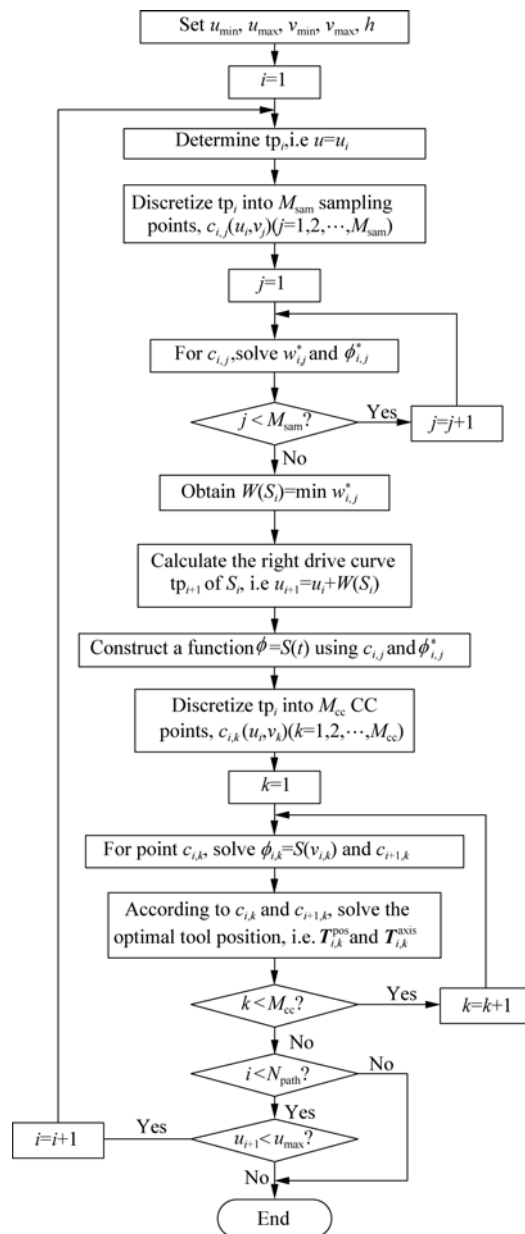 Set u_min, u_max, v_min, v_max, h
i=1
Determine tp_i,i.e u=u_i
Discretize tp_i into M_sam sampling
points, c_i,j(u_i,v_j)(j=1,2,⋯,M_sam)
j=1
For c_i,j,solve w*_i,j and ϕ*_i,j
j<M_sam?
Yes
j=j+1
No
Obtain W(S_i)=min w*_i,j
Calculate the right drive curve
tp_i+1 of S_i, i.e u_i+1=u_i+W(S_i)
Construct a function ϕ=S(t) using c_i,j and ϕ*_i,j
Discretize tp_i into M_cc CC
points, c_i,k(u_i,v_k)(k=1,2,⋯,M_cc)
k=1
For point c_i,k, solve ϕ_i,k=S(v_i,k) and c_i+1,k
According to c_i,k and c_i+1,k, solve the
optimal tool position, i.e. T^pos_i,k and T^axis_i,k
k<M_cc?
Yes
k=k+1
No
i<N_path?
No
Yes
u_i+1<u_max?
Yes
i=i+1
No
End